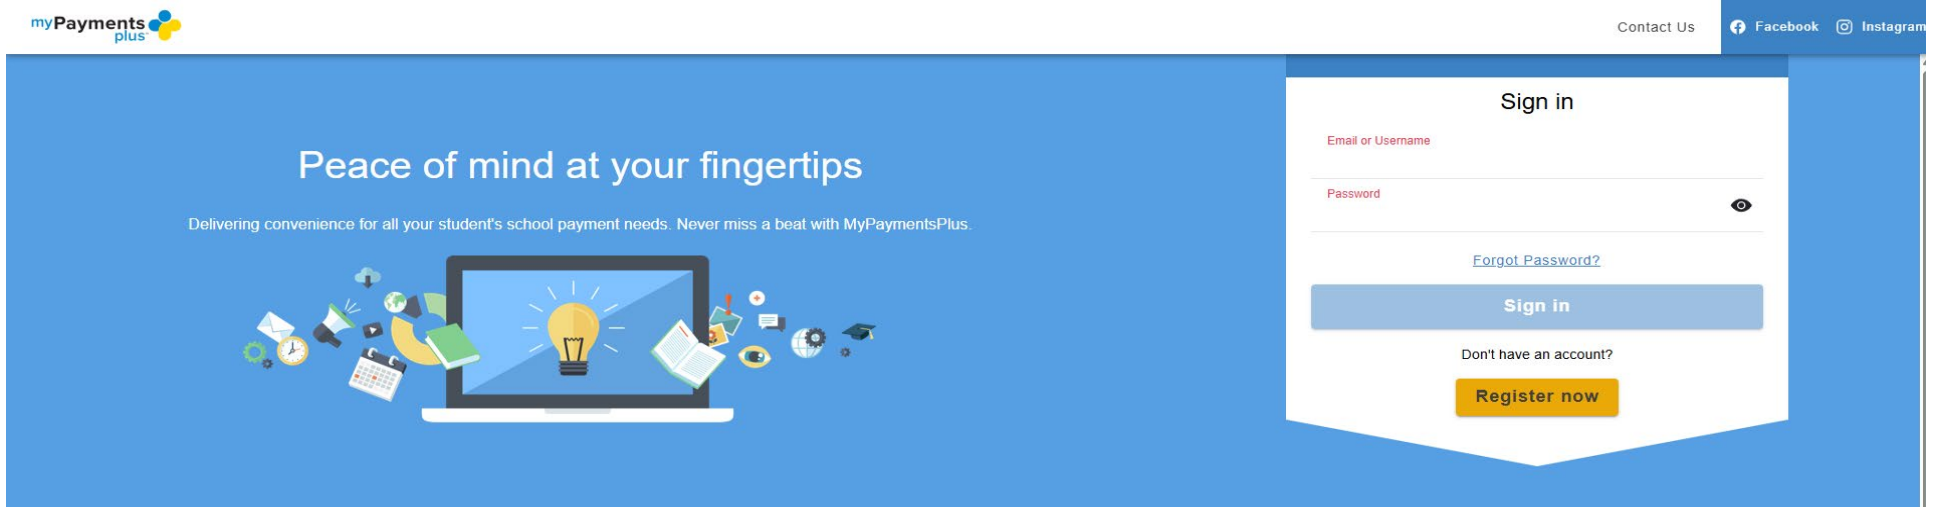 myPayments
plus
Contact Us
Facebook
Instagram
Sign in
Email or Username
Password
Peace of mind at your fingertips
Delivering convenience for all your student's school payment needs. Never miss a beat with MyPaymentsPlus.
Forgot Password?
Sign in
Don't have an account?
Register now